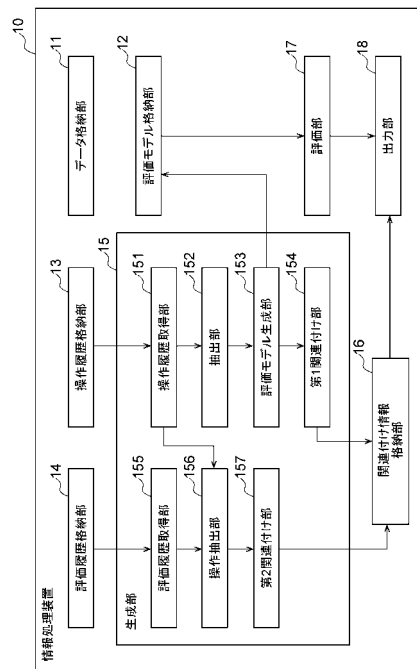 情報処理装置
10
14
評価履歴格納部
13
操作履歴格納部
11
データ格納部
12
評価モデル格納部
生成部
15
155
評価履歴取得部
151
操作履歴取得部
156
操作抽出部
152
抽出部
157
第2関連付け部
153
評価モデル生成部
154
第1関連付け部
17
評価部
16
関連付け情報
格納部
18
出力部